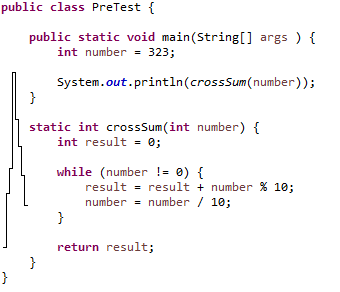 public class PreTest {
public static void main(String[] args ) {
int number = 323;
System.out.println(crossSum(number));
}
static int crossSum(int number) {
int result = 0;
while (number != 0) {
result = result + number % 10;
number = number / 10;
}
return result;
}
}